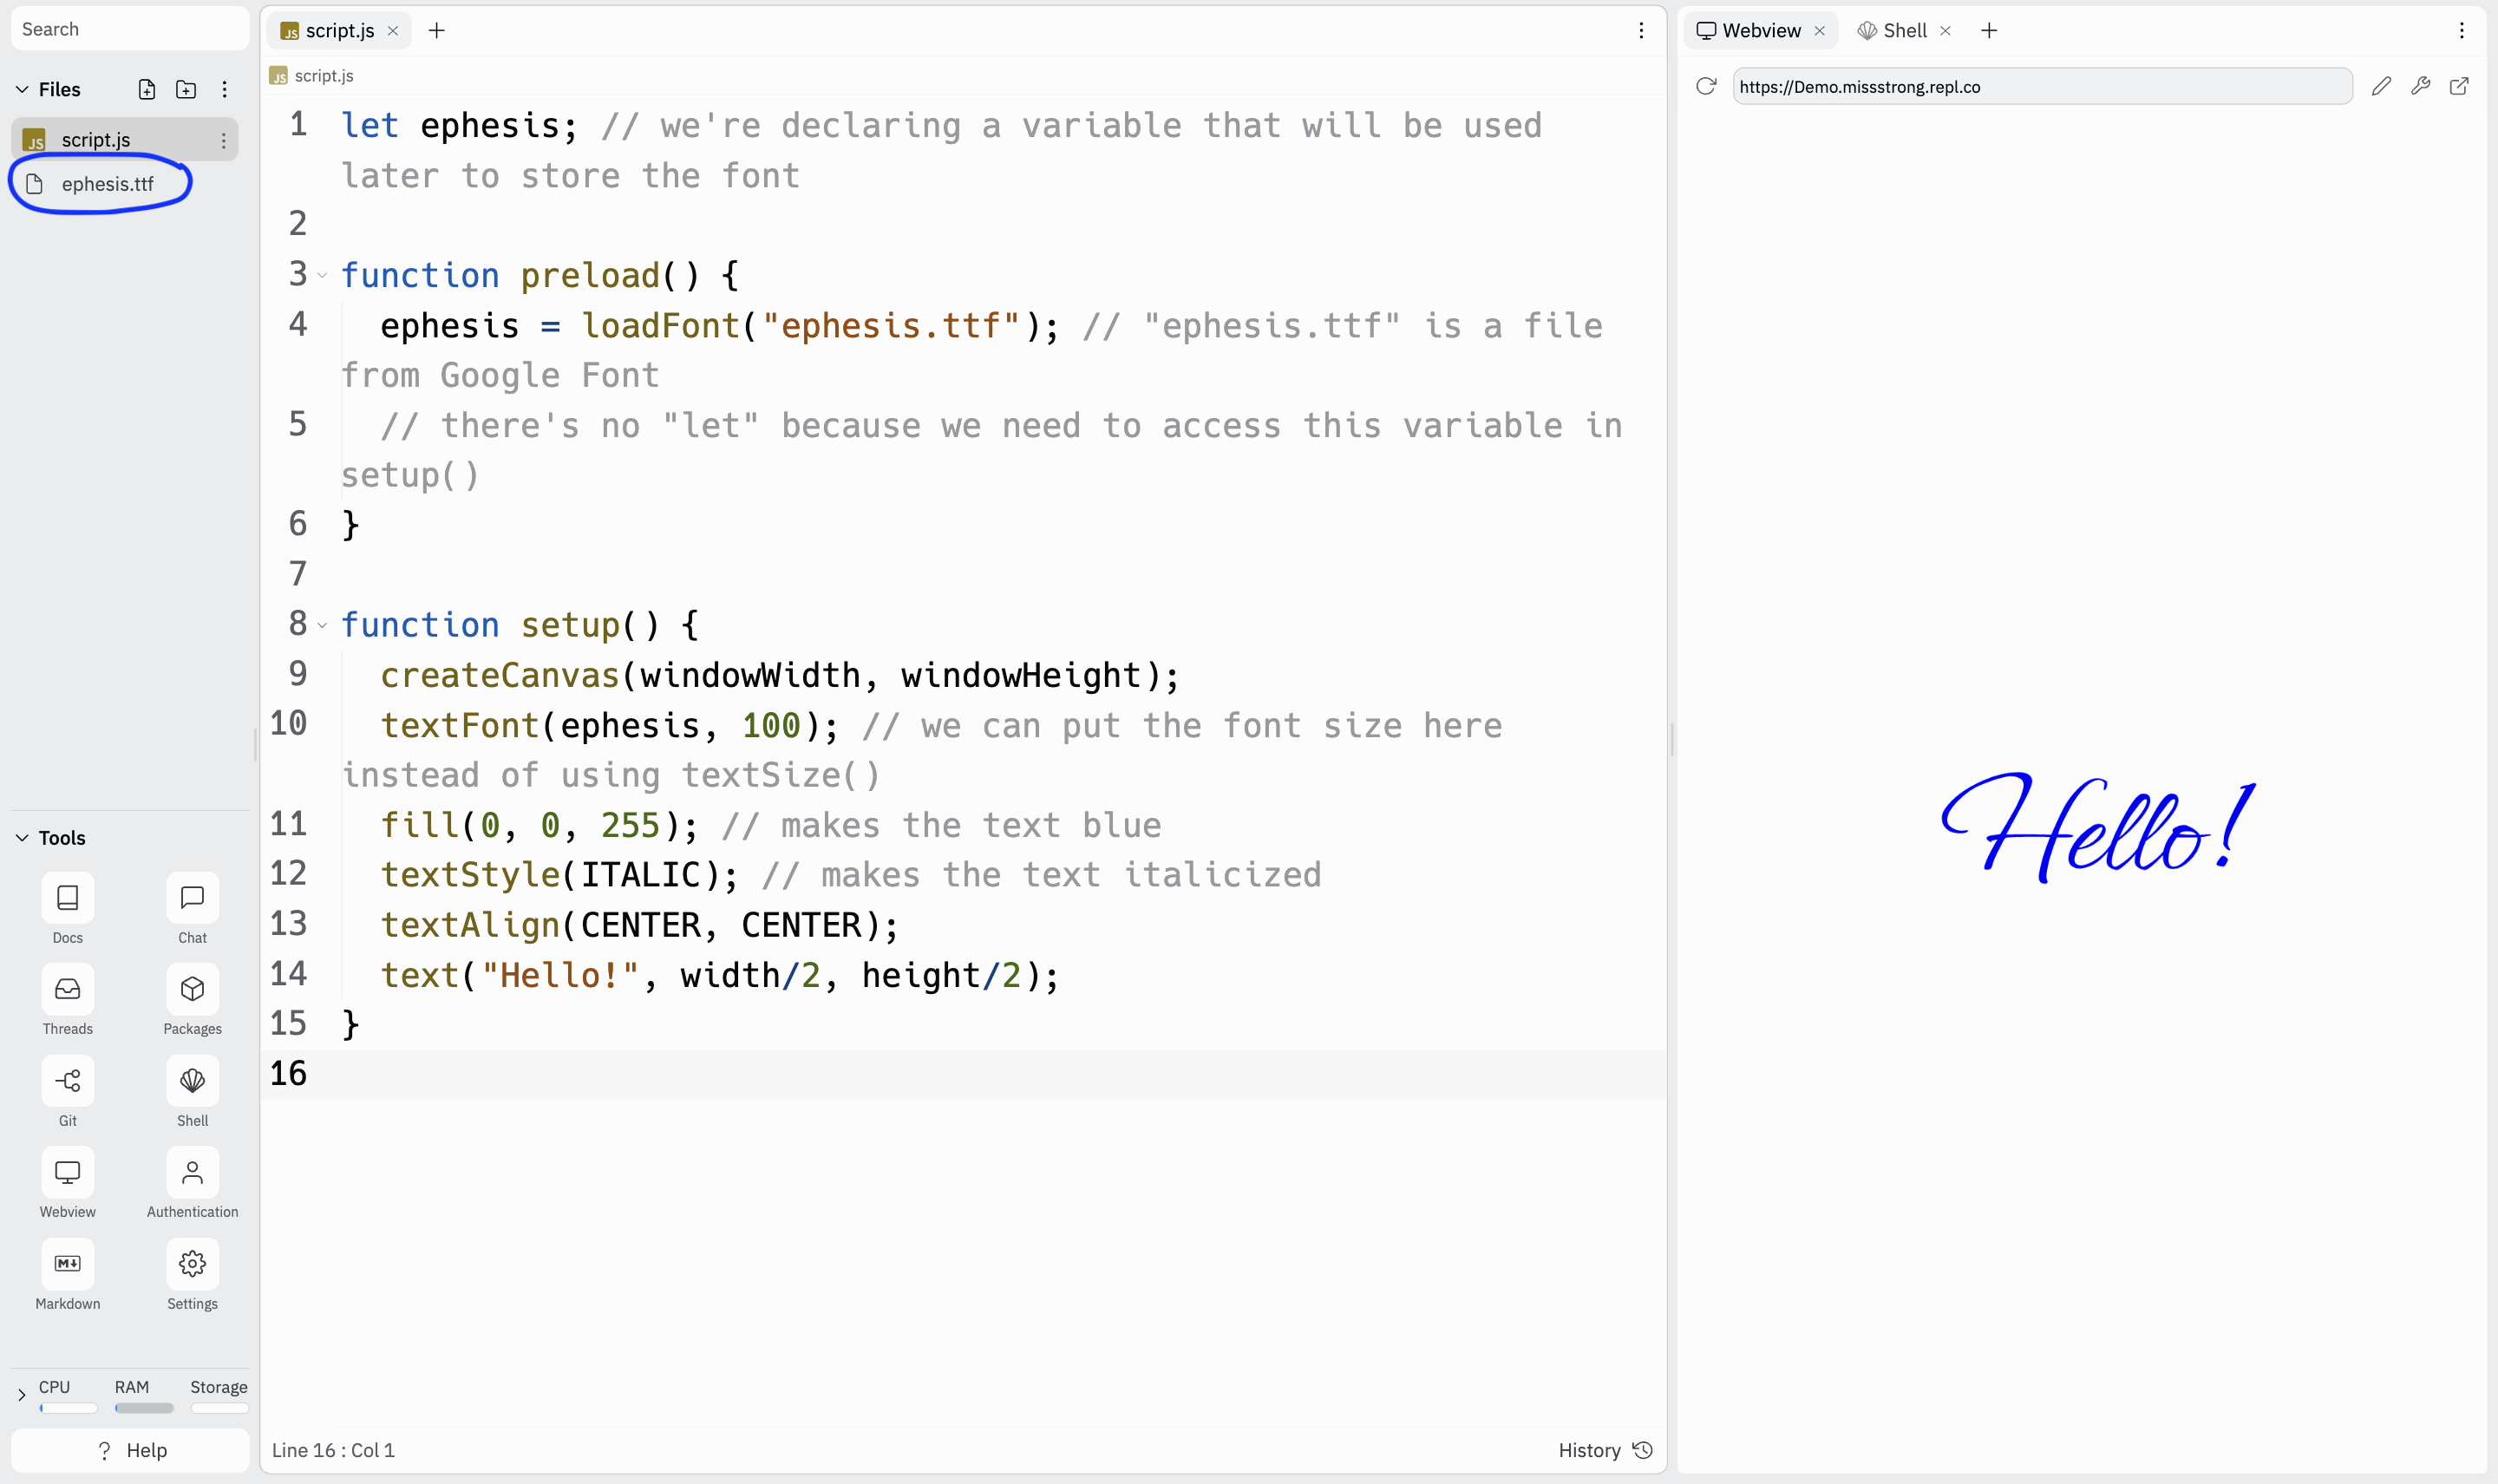 Search
Files
script.js
ephesis.ttf
Tools
Docs
Chat
Threads
Packages
Git
Shell
Webview
Authentication
Markdown
Settings
CPU
RAM
Storage
? Help
JS script.js
JS script.js
1 let ephesis; // we're declaring a variable that will be used
later to store the font
2
3 function preload() {
4 ephesis = loadFont("ephesis.ttf"); // "ephesis.ttf" is a file
from Google Font
5 // there's no "let" because we need to access this variable in
setup()
6 }
7
8 function setup() {
9 createCanvas(windowWidth, windowHeight);
10 textFont(ephesis, 100); // we can put the font size here
instead of using textSize()
11 fill(0, 0, 255); // makes the text blue
12 textStyle(ITALIC); // makes the text italicized
13 textAlign(CENTER, CENTER);
14 text("Hello!", width/2, height/2);
15 }
16
Line 16 : Col 1
History
Webview
Shell
https://Demo.missstrong.repl.co
Hello!